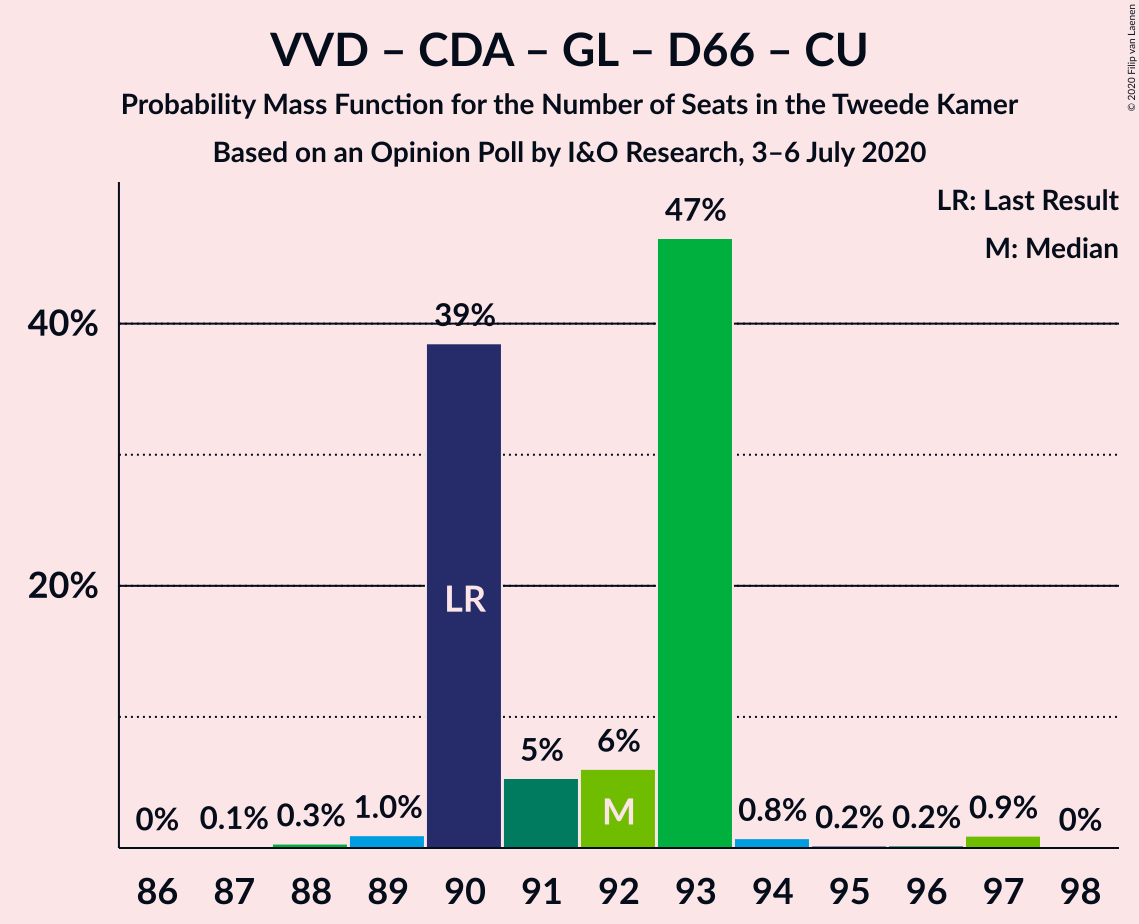 VVD – CDA – GL – D66 – CU
Probability Mass Function for the Number of Seats in the Tweede Kamer
Based on an Opinion Poll by I&O Research, 3–6 July 2020
© 2020 Filip van Laenen
LR: Last Result
M: Median
40%
20%
0% 0.1% 0.3% 1.0% 39% 5% 6% 47% 0.8% 0.2% 0.2% 0.9% 0%
LR
M
86 87 88 89 90 91 92 93 94 95 96 97 98